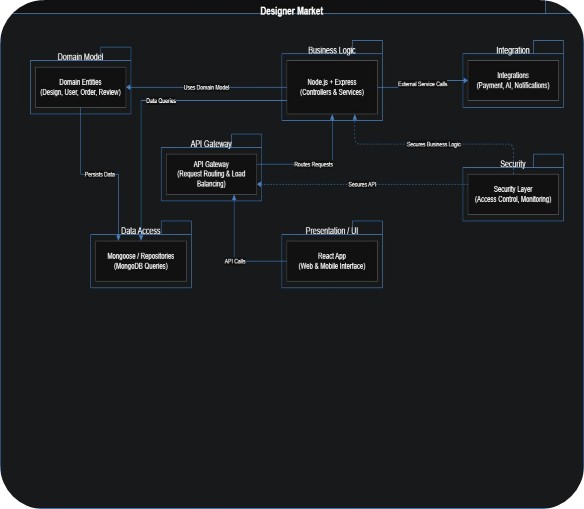 Designer Market
Domain Model
Domain Entities
(Design, User, Order, Review)
Business Logic
Node.js + Express
(Controllers & Services)
Integration
Integrations
(Payment, AI, Notifications)
Uses Domain Model
External Service Calls
Data Queries
API Gateway
API Gateway
(Request Routing & Load
Balancing)
Routes Requests
Secures Business Logic
Persists Data
Secures API
Security
Security Layer
(Access Control, Monitoring)
Data Access
Mongoose / Repositories
(MongoDB Queries)
API Calls
Presentation / UI
React App
(Web & Mobile Interface)